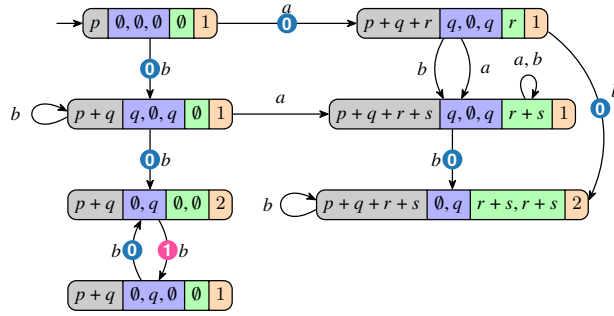 a
p ∅, ∅, ∅ ∅ 1 0 p + q + r q, ∅, q r 1
0 b b a a, b
b p + q q, ∅, q ∅ 1 a p + q + r + s q, ∅, q r + s 1 0
0 b b 0
p + q ∅, q ∅, ∅ 2 b p + q + r + s ∅, q r + s, r + s 2
b 0 1 b
p + q ∅, q, ∅ ∅ 1